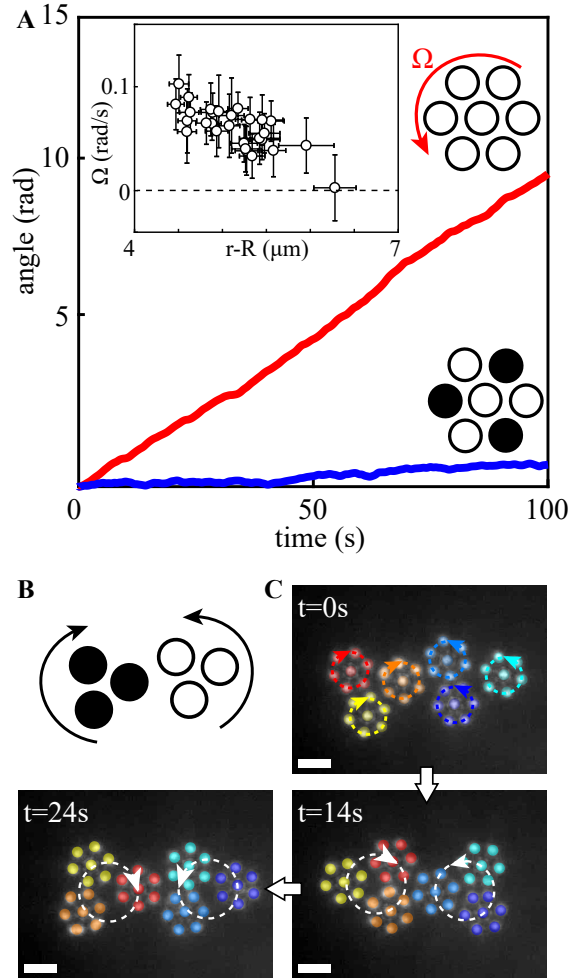 A
15
10
5
0
50
100
angle (rad)
time (s)
0.1
0
Ω (rad/s)
4
7
r-R (μm)
Ω
B
C
t=0s
t=24s
t=14s